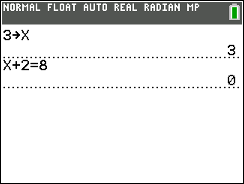 NORMAL FLOAT AUTO REAL RADIAN MP
3→X
3
X+2=8
0